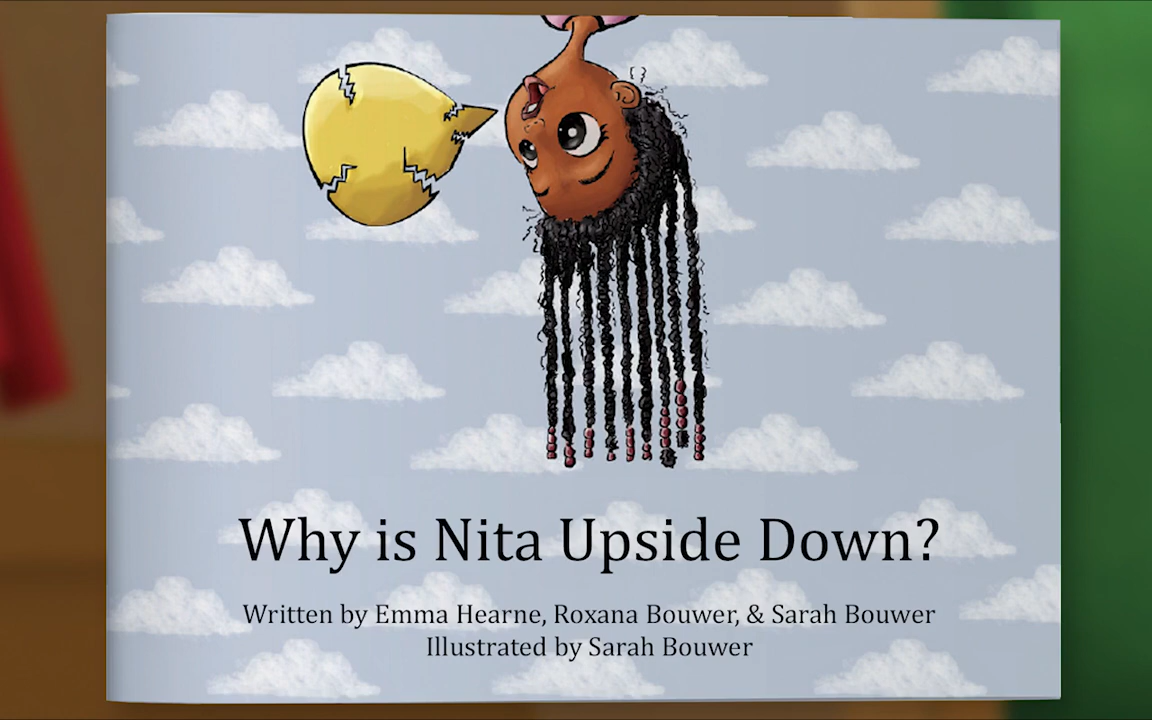 Why is Nita Upside Down?
Written by Emma Hearne, Roxana Bouwer, & Sarah Bouwer
Illustrated by Sarah Bouwer